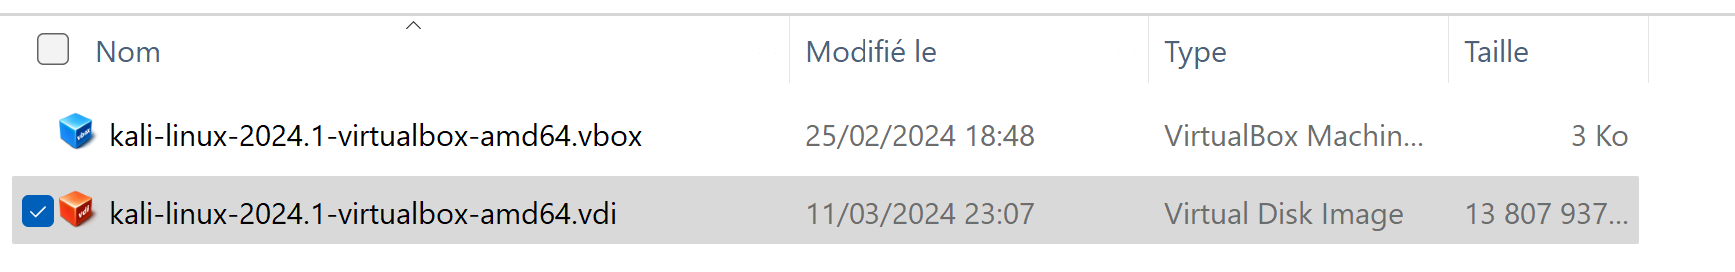 Nom Modifié le Type Taille
kali-linux-2024.1-virtualbox-amd64.vbox 25/02/2024 18:48 VirtualBox Machin... 3 Ko
kali-linux-2024.1-virtualbox-amd64.vdi 11/03/2024 23:07 Virtual Disk Image 13 807 937...